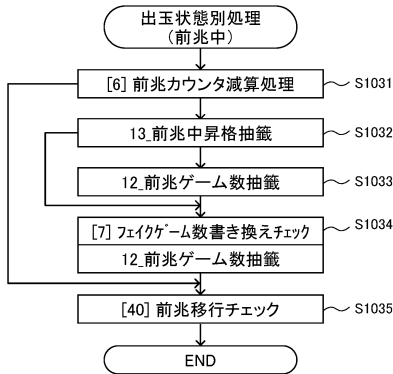 出玉状態別処理
(前兆中)
[6] 前兆カウンタ減算処理
S1031
13_前兆中昇格抽籤
S1032
12_前兆ゲーム数抽籤
S1033
[7] ﾌｪｲｸｹﾞｰﾑ数書き換えﾁｪｯｸ
S1034
12_前兆ゲーム数抽籤
[40] 前兆移行チェック
S1035
END